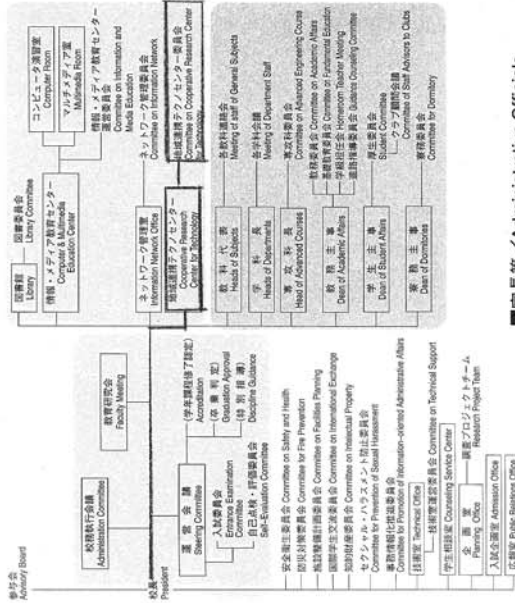 参与会
Advisory Board
校長
President
校務執行会議
Administration Committee
教育研究会
Faculty Meeting
運営会議
Steering Committee
(学年課程修了認定)
Accreditation
(卒業判定)
Graduation Approval
(特別指導)
Discipline Guidance
入試委員会
Entrance Examination
Committee
自己点検・評価委員会
Self-Evaluation Committee
安全衛生委員会 Committee on Safety and Health
防災対策委員会 Committee for Fire Prevention
施設整備計画委員会 Committee on Facilities Planning
国際学生交流委員会 Committee on International Exchange
知的財産委員会 Committee on Intellectual Property
セクシャル・ハラスメント防止委員会
Committee for Prevention of Sexual Harassment
事務情報化推進委員会
Committee for Promotion of Information-oriented Administrative Affairs
技術室 Technical Office
技術室運営委員会 Committee on Technical Support
学生相談室 Counseling Service Center
企画室
Planning Office
調査プロジェクトチーム
Research Project Team
入試企画室 Admission Office
広報室 Public Relations Office
図書館
Library
図書委員会
Library Committee
情報・メディア教育センター
Computer & Multimedia
Education Center
コンピュータ演習室
Computer Room
マルチメディア室
Multimedia Room
情報・メディア教育センター
運営委員会
Committee on Information and
Media Education
ネットワーク管理室
Information Network Office
ネットワーク管理委員会
Committee on Information Network
地域連携テクノセンター
Cooperative Research
Center for Technology
地域連携テクノセンター委員会
Committee on Cooperative Research Center
for Technology
教科代表
Heads of Subjects
各教科連絡会
Meeting of staff of General Subjects
学科長
Heads of Departments
各学科会議
Meeting of Department Staff
専攻科長
Head of Advanced Courses
専攻科委員会
Committee on Advanced Engineering Course
教務主事
Dean of Academic Affairs
教務委員会 Committee on Academic Affairs
基礎教育委員会 Committee of Fundamental Education
学級担任会 Homeroom Teacher Meeting
進路指導委員会 Guidance Counseling Committee
学生主事
Dean of Student Affairs
厚生委員会
Student Committee
クラブ顧問会議
Committee of Staff Advisors to Clubs
寮務主事
Dean of Dormitories
寮務委員会
Committee for Dormitory